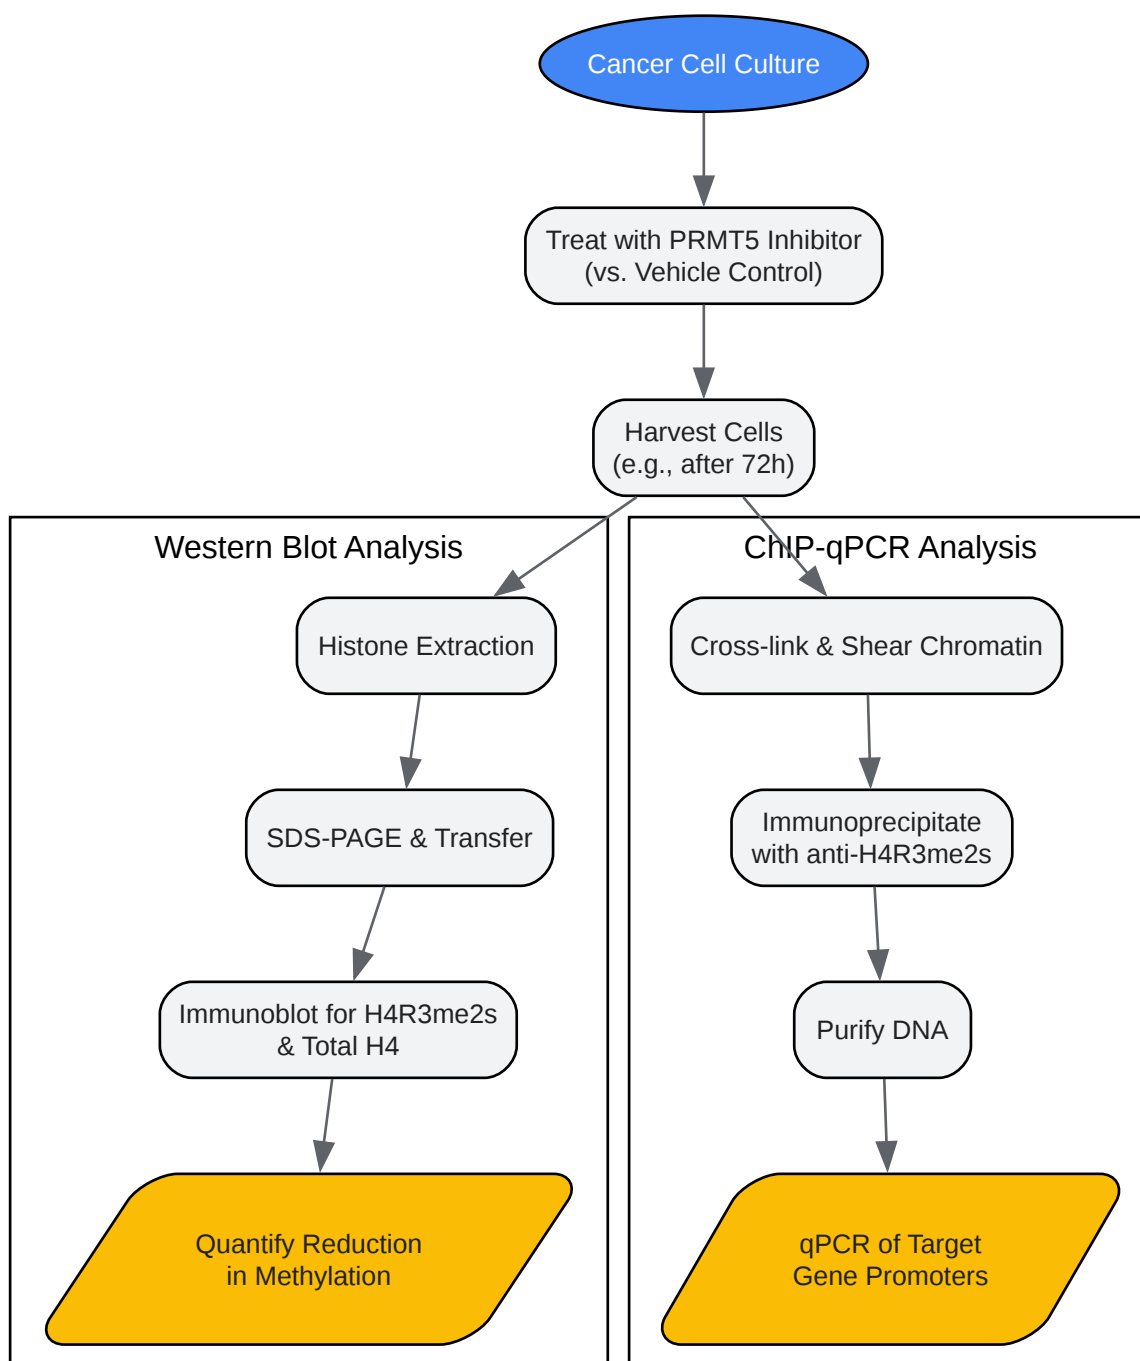 Cancer Cell Culture
Treat with PRMT5 Inhibitor
(vs. Vehicle Control)
Harvest Cells
(e.g., after 72h)
Western Blot Analysis
Histone Extraction
SDS-PAGE & Transfer
Immunoblot for H4R3me2s
& Total H4
Quantify Reduction
in Methylation
ChIP-qPCR Analysis
Cross-link & Shear Chromatin
Immunoprecipitate
with anti-H4R3me2s
Purify DNA
qPCR of Target
Gene Promoters